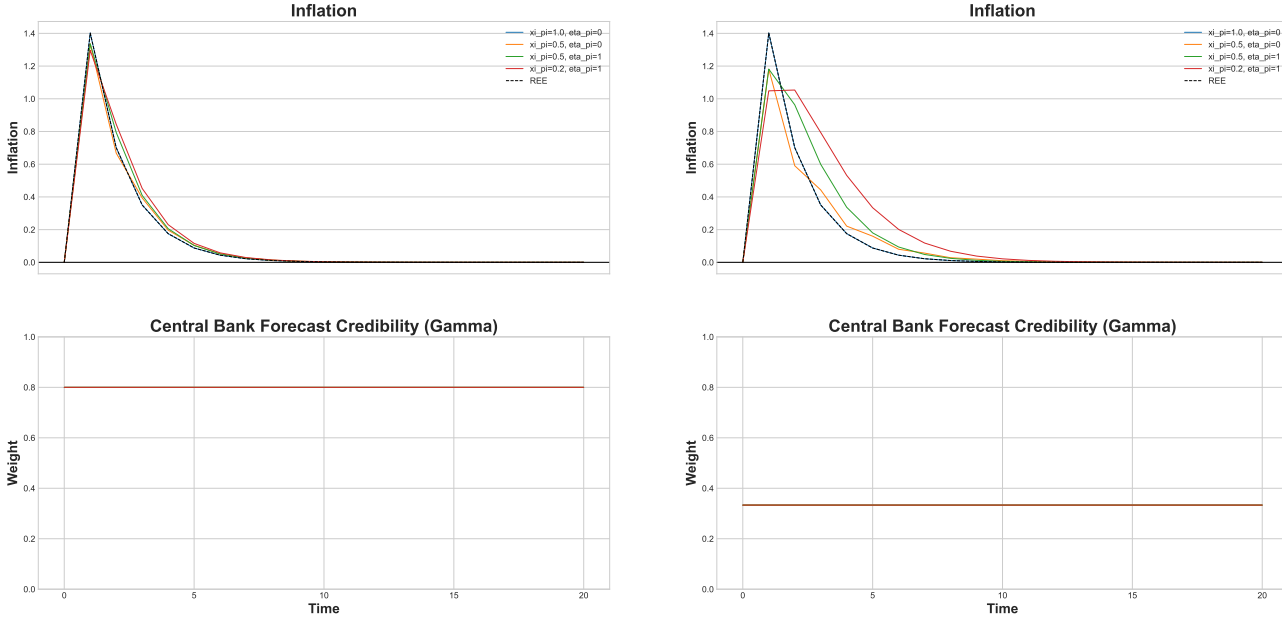 Inflation
xi_pi=1.0, eta_pi=0
xi_pi=0.5, eta_pi=0
xi_pi=0.5, eta_pi=1
xi_pi=0.2, eta_pi=1
REE
Inflation
1.4
1.2
1.0
0.8
0.6
0.4
0.2
0.0
Inflation
xi_pi=1.0, eta_pi=0
xi_pi=0.5, eta_pi=0
xi_pi=0.5, eta_pi=1
xi_pi=0.2, eta_pi=1
REE
Inflation
1.4
1.2
1.0
0.8
0.6
0.4
0.2
0.0
Central Bank Forecast Credibility (Gamma)
Weight
1.0
0.8
0.6
0.4
0.2
0.0
0 5 10 15 20
Time
Central Bank Forecast Credibility (Gamma)
Weight
1.0
0.8
0.6
0.4
0.2
0.0
0 5 10 15 20
Time